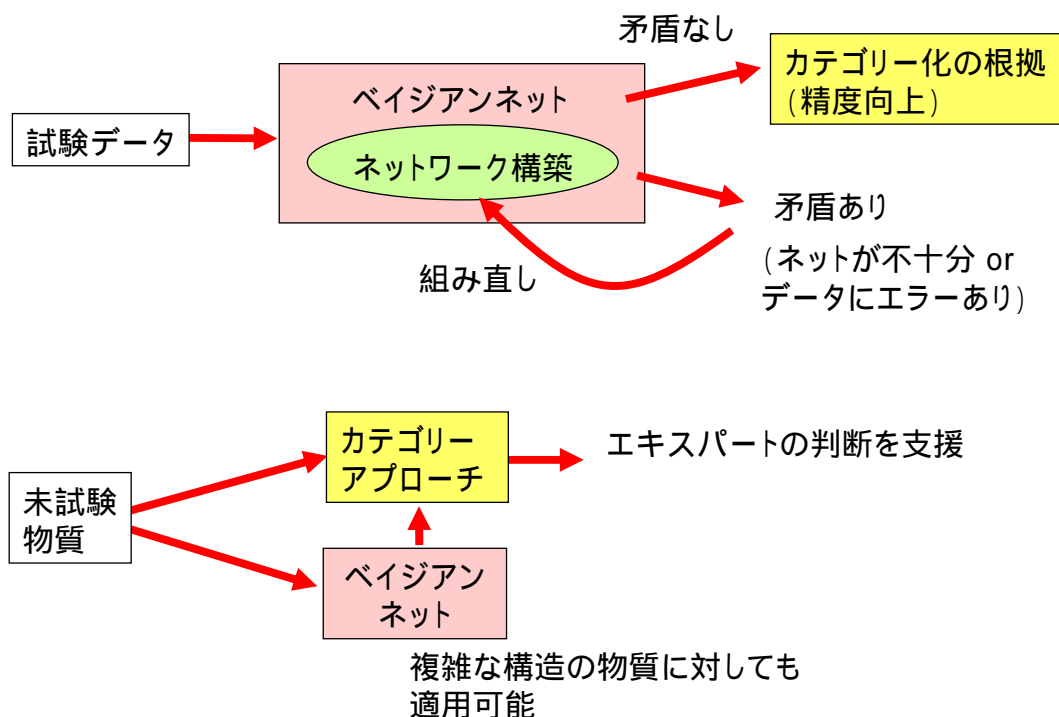 矛盾なし
カテゴリー化の根拠
(精度向上)
ベイジアンネット
試験データ
ネットワーク構築
矛盾あり
(ネットが不十分 or
データにエラーあり)
組み直し
カテゴリー
アプローチ
エキスパートの判断を支援
未試験
物質
ベイジアン
ネット
複雑な構造の物質に対しても
適用可能